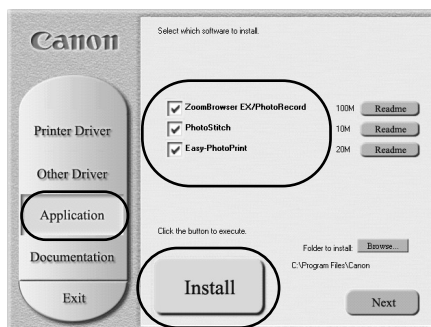 Canon
Select which software to install.
ZoomBrowser EX/PhotoRecord 100M Readme
PhotoStitch 10M Readme
Easy-PhotoPrint 20M Readme
Printer Driver
Other Driver
Application
Documentation
Exit
Click the button to execute.
Install
Folder to install: Browse...
C:\Program Files\Canon
Next